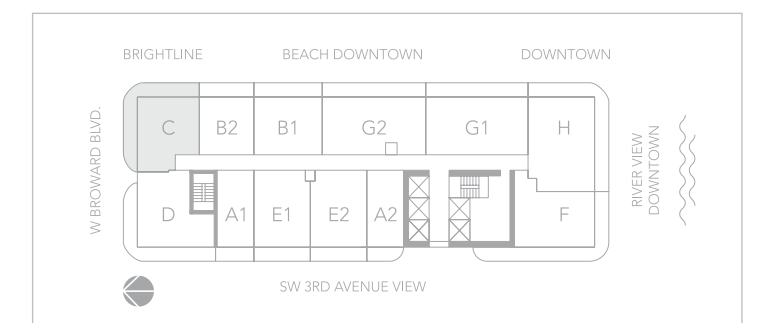 BRIGHTLINE BEACH DOWNTOWN DOWNTOWN
W BROWARD BLVD.
C B2 B1 G2 G1 H
RIVER VIEW
DOWNTOWN
D A1 E1 E2 A2 F
SW 3RD AVENUE VIEW